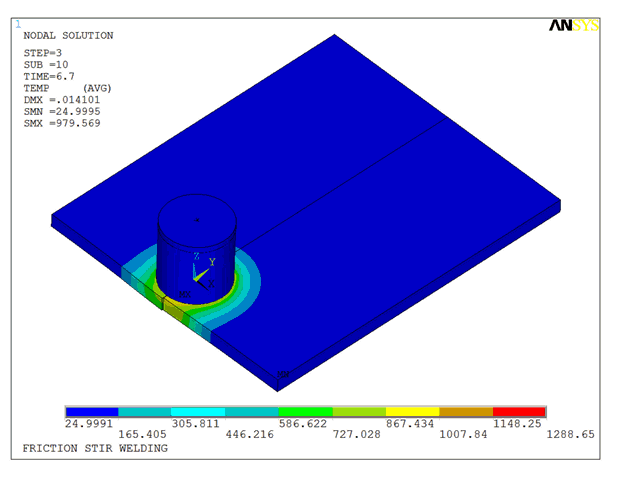 1
ANSYS
NODAL SOLUTION
STEP=3
SUB =10
TIME=6.7
TEMP (AVG)
DMX =.014101
SMN =24.9995
SMX =979.569
Z
Y
MX
24.9991 305.811 586.622 867.434 1148.25
165.405 446.216 727.028 1007.84 1288.65
FRICTION STIR WELDING